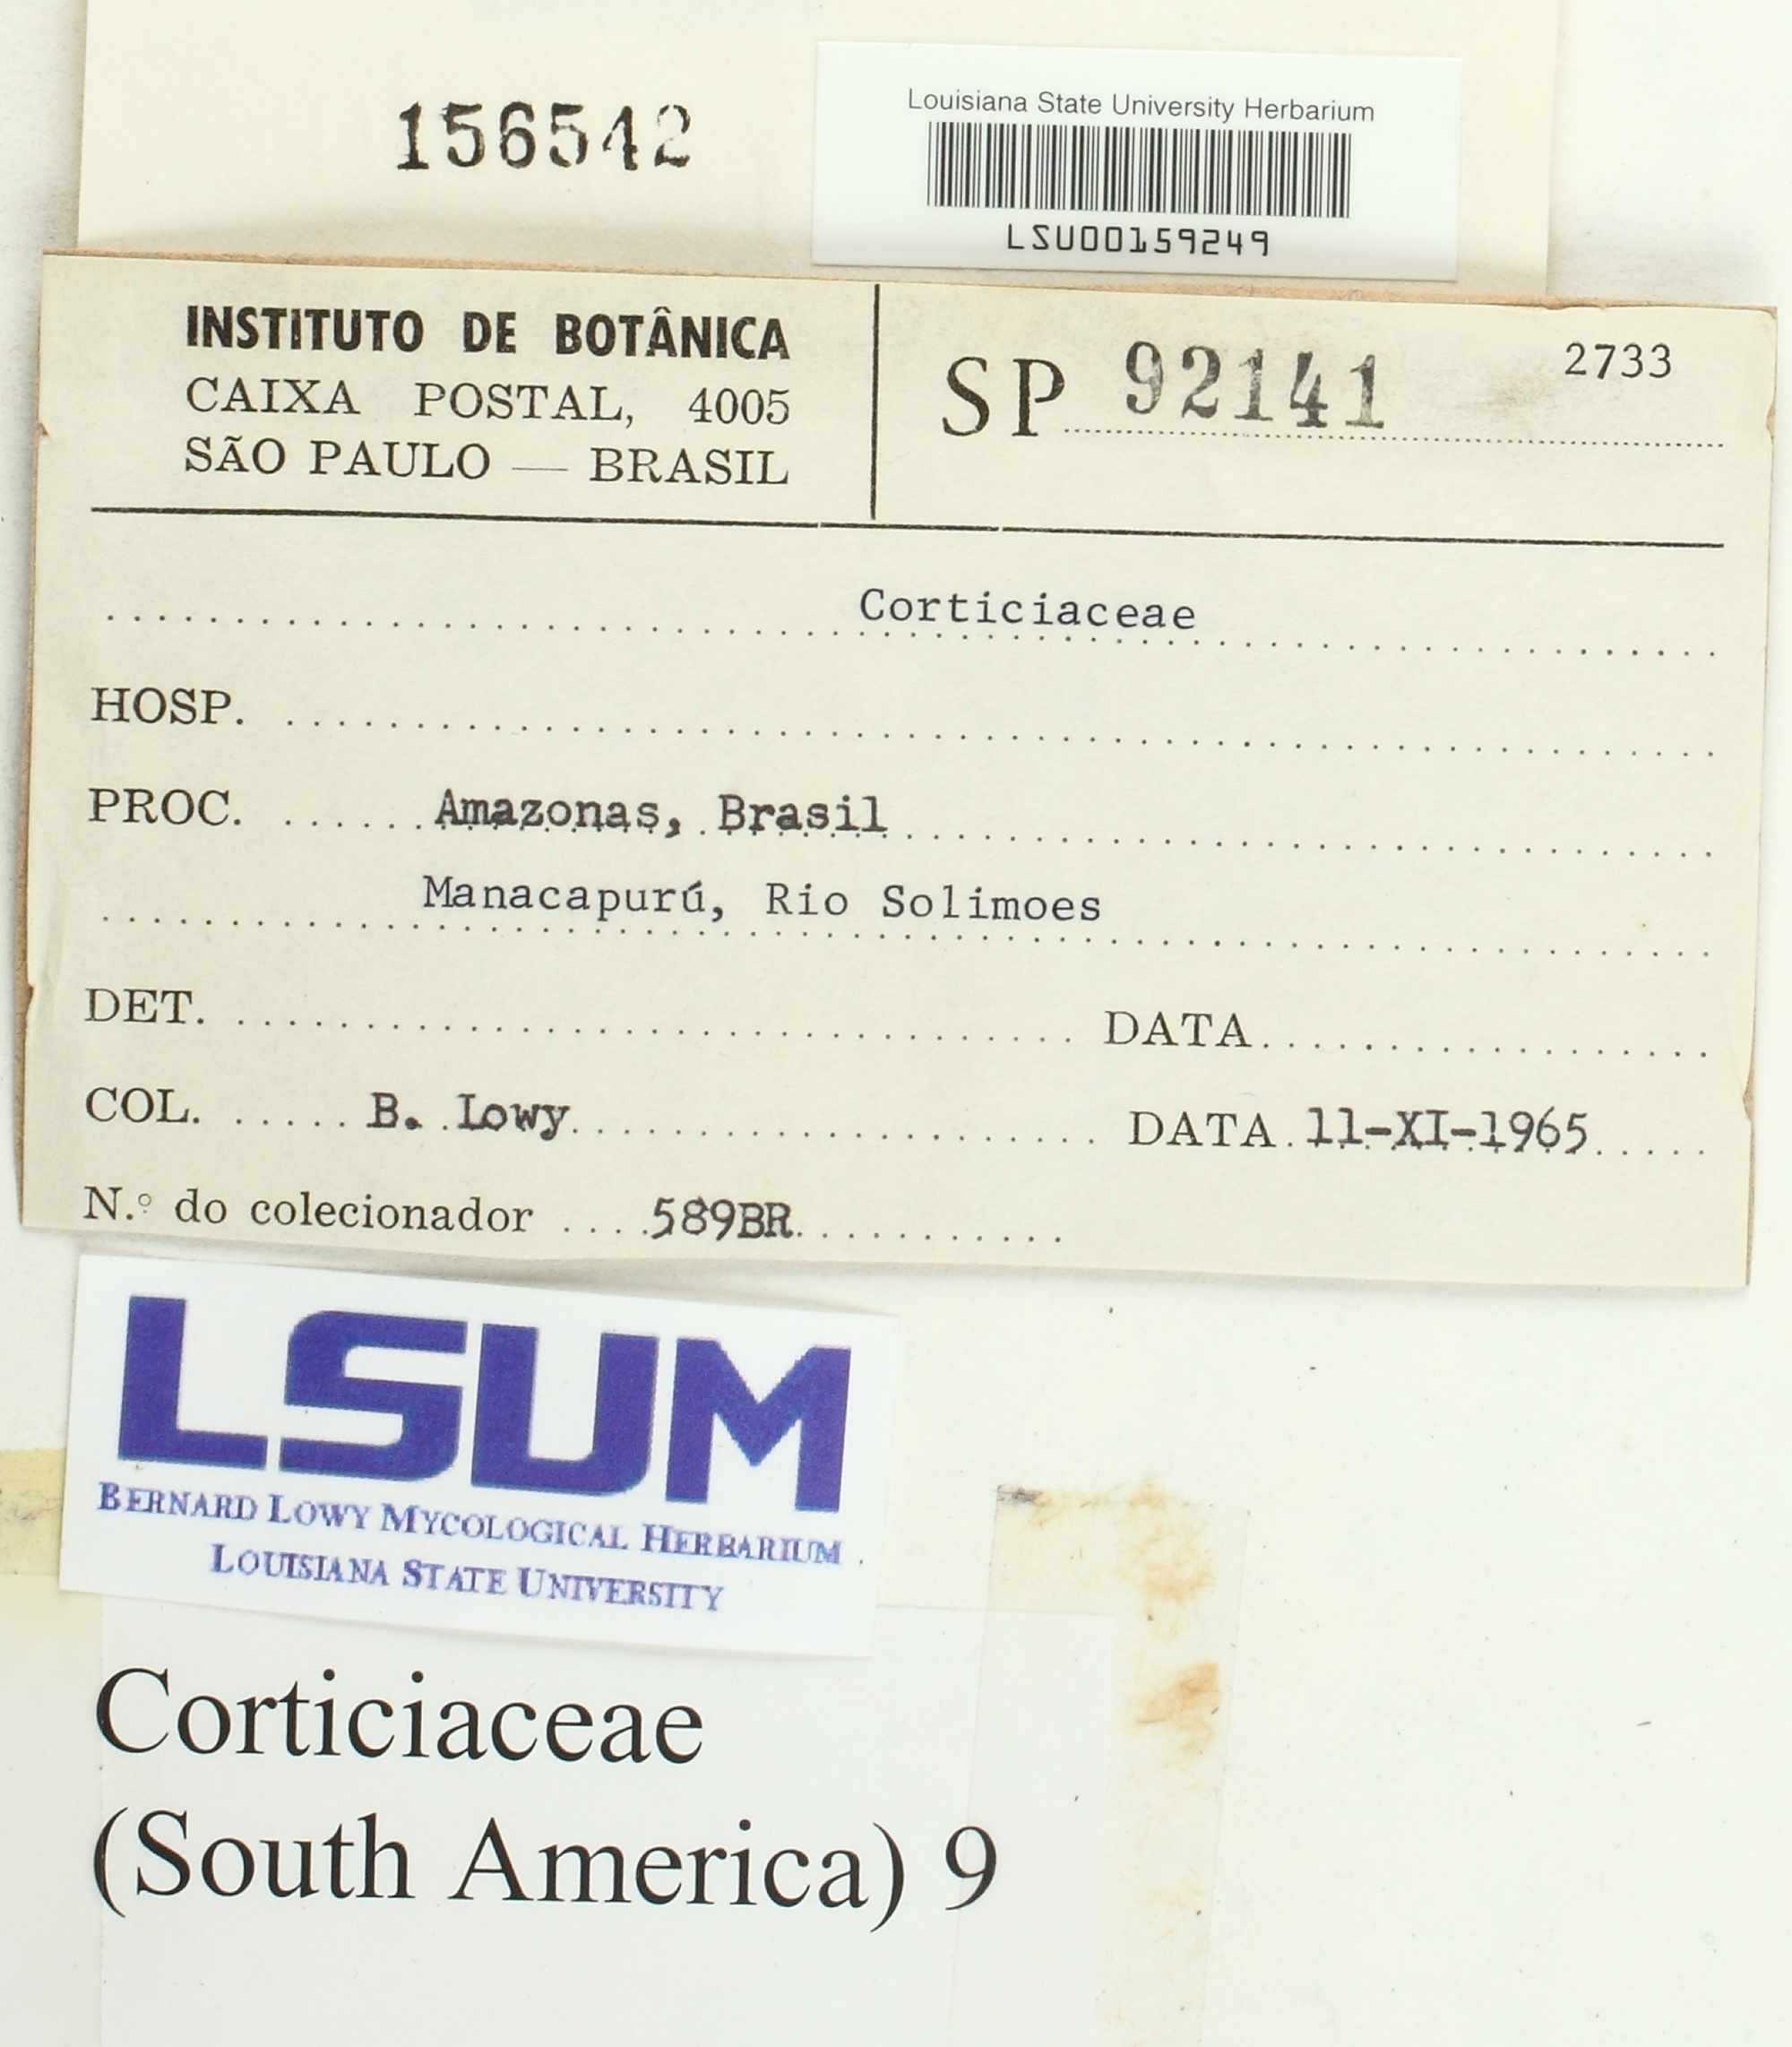 156542
Louisiana State University Herbarium
LSU00159249
INSTITUTO DE BOTÂNICA
CAIXA POSTAL, 4005
SÃO PAULO — BRASIL
SP 92141
2733
Corticiaceae
HOSP.
PROC. Amazonas, Brasil
Manacapurú, Rio Solimoes
DET. DATA
COL. B. Lowy DATA 11-XI-1965
N.º do colecionador 589BR
LSUM
BERNARD LOWY MYCOLOGICAL HERBARIUM
LOUISIANA STATE UNIVERSITY
Corticiaceae
(South America) 9